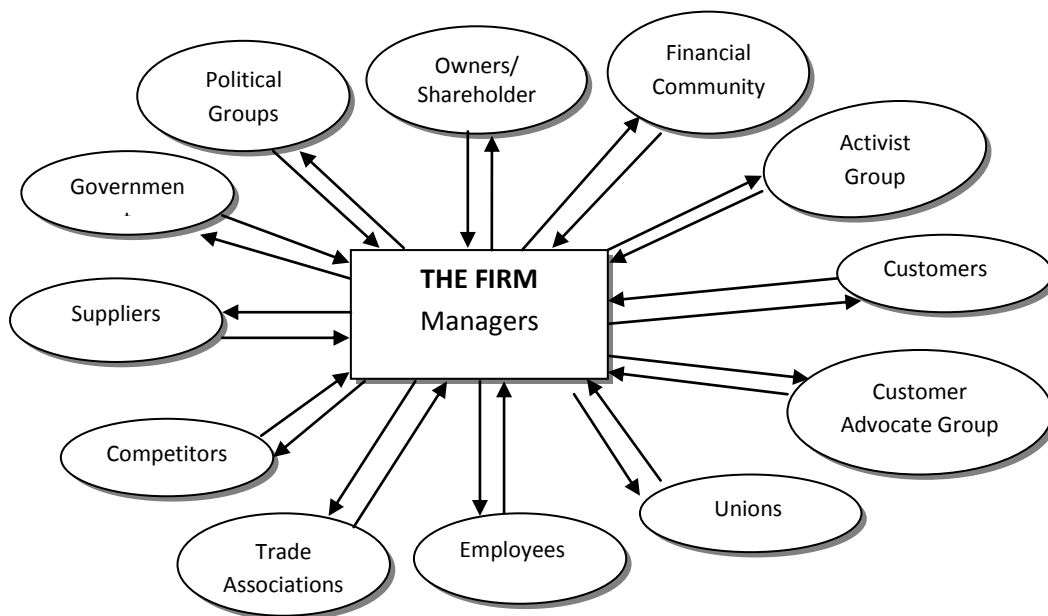 Political
Groups
Owners/
Shareholder
Financial
Community
Activist
Group
Governmen
Suppliers
THE FIRM
Managers
Customers
Customer
Advocate Group
Competitors
Trade
Associations
Employees
Unions